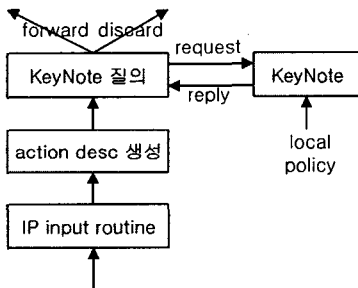 forward discard
request
KeyNote 질의
KeyNote
reply
action desc 생성
local
policy
IP input routine